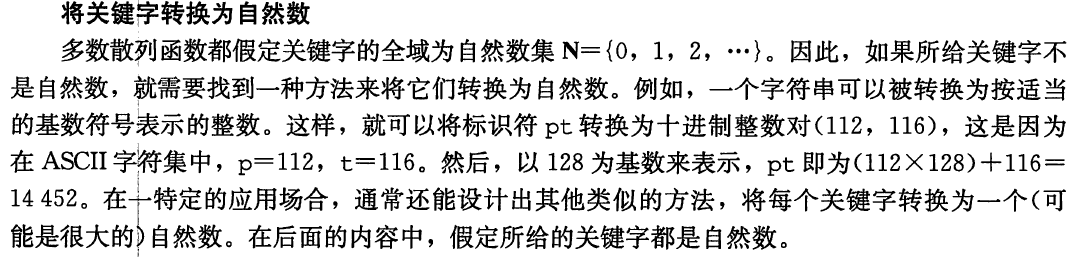 将关键字转换为自然数
多数散列函数都假定关键字的全域为自然数集 N={0, 1, 2, …}。因此，如果所给关键字不
是自然数，就需要找到一种方法来将它们转换为自然数。例如，一个字符串可以被转换为按适当
的基数符号表示的整数。这样，就可以将标识符 pt 转换为十进制整数对(112, 116)，这是因为
在 ASCII 字符集中，p=112，t=116。然后，以 128 为基数来表示，pt 即为(112×128)+116=
14 452。在一特定的应用场合，通常还能设计出其他类似的方法，将每个关键字转换为一个(可
能是很大的)自然数。在后面的内容中，假定所给的关键字都是自然数。